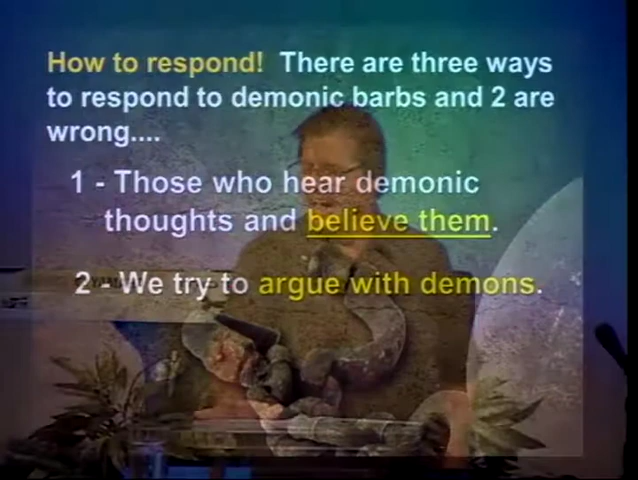 How to respond! There are three ways
to respond to demonic barbs and 2 are
wrong....
1 - Those who hear demonic
thoughts and believe them.
2 - We try to argue with demons.